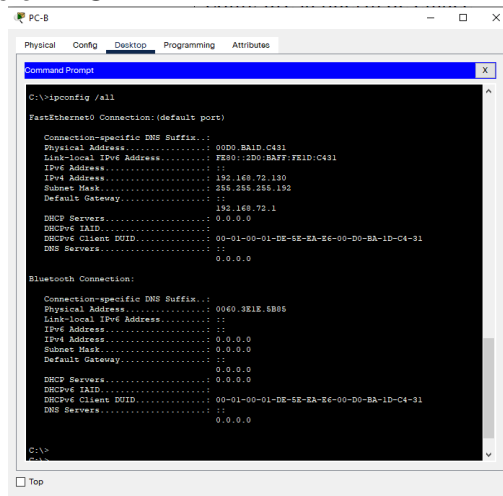 PC-B
Physical Config Desktop Programming Attributes
Command Prompt X
C:\>ipconfig /all
FastEthernet0 Connection:(default port)
Connection-specific DNS Suffix..:
Physical Address................: 00D0.BA1D.C431
Link-local IPv6 Address.........: FE80::2D0:BAFF:FE1D:C431
IPv6 Address....................: ::
IPv4 Address....................: 192.168.72.130
Subnet Mask.....................: 255.255.255.192
Default Gateway.................: ::
192.168.72.1
DHCP Servers....................: 0.0.0.0
DHCPv6 IAID.....................:
DHCPv6 Client DUID..............: 00-01-00-01-DE-5E-EA-E6-00-D0-BA-1D-C4-31
DNS Servers.....................: ::
0.0.0.0
Bluetooth Connection:
Connection-specific DNS Suffix..:
Physical Address................: 0060.3E1E.5B85
Link-local IPv6 Address.........: ::
IPv6 Address....................: ::
IPv4 Address....................: 0.0.0.0
Subnet Mask.....................: 0.0.0.0
Default Gateway.................: ::
0.0.0.0
DHCP Servers....................: 0.0.0.0
DHCPv6 IAID.....................:
DHCPv6 Client DUID..............: 00-01-00-01-DE-5E-EA-E6-00-D0-BA-1D-C4-31
DNS Servers.....................: ::
0.0.0.0
C:\>
C:\>
Top